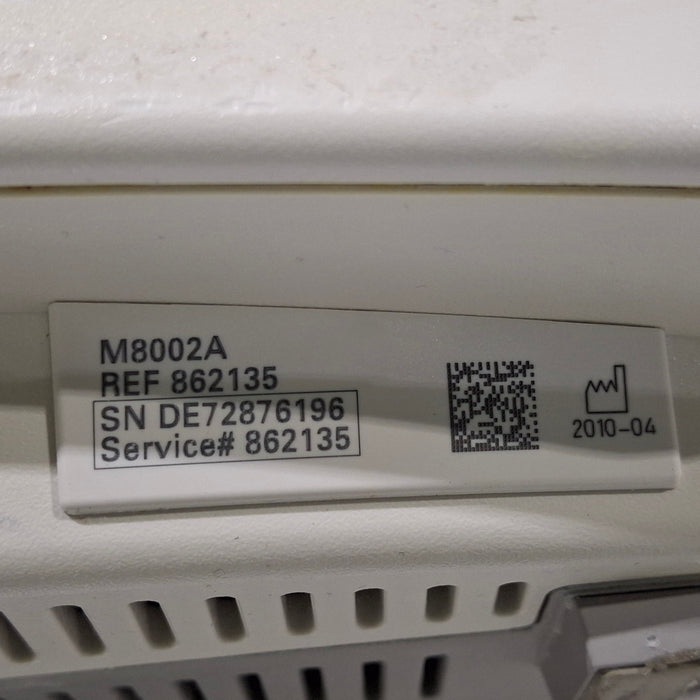 M8002A
REF 862135
SN DE72876196
Service# 862135
2010-04